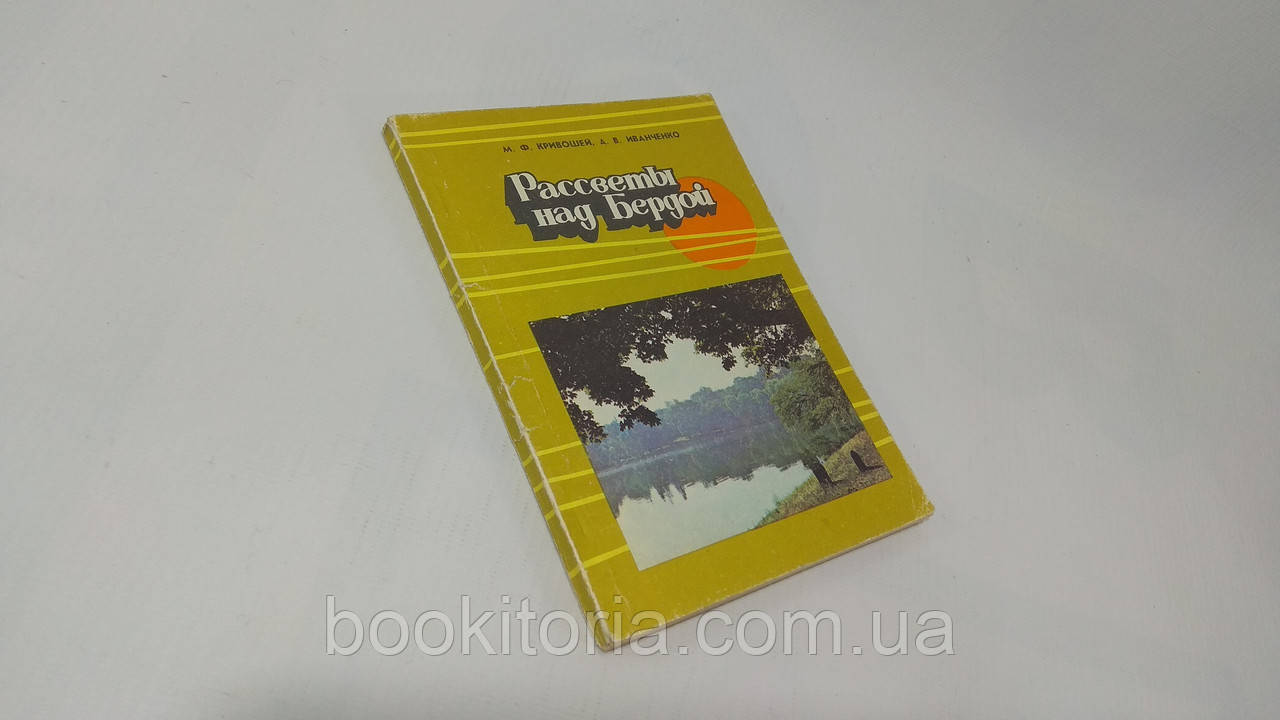 М. Ф. КРИВОШЕЙ, Д. В. ИВАНЧЕНКО
Рассветы
над Бердой
bookitoria.com.ua